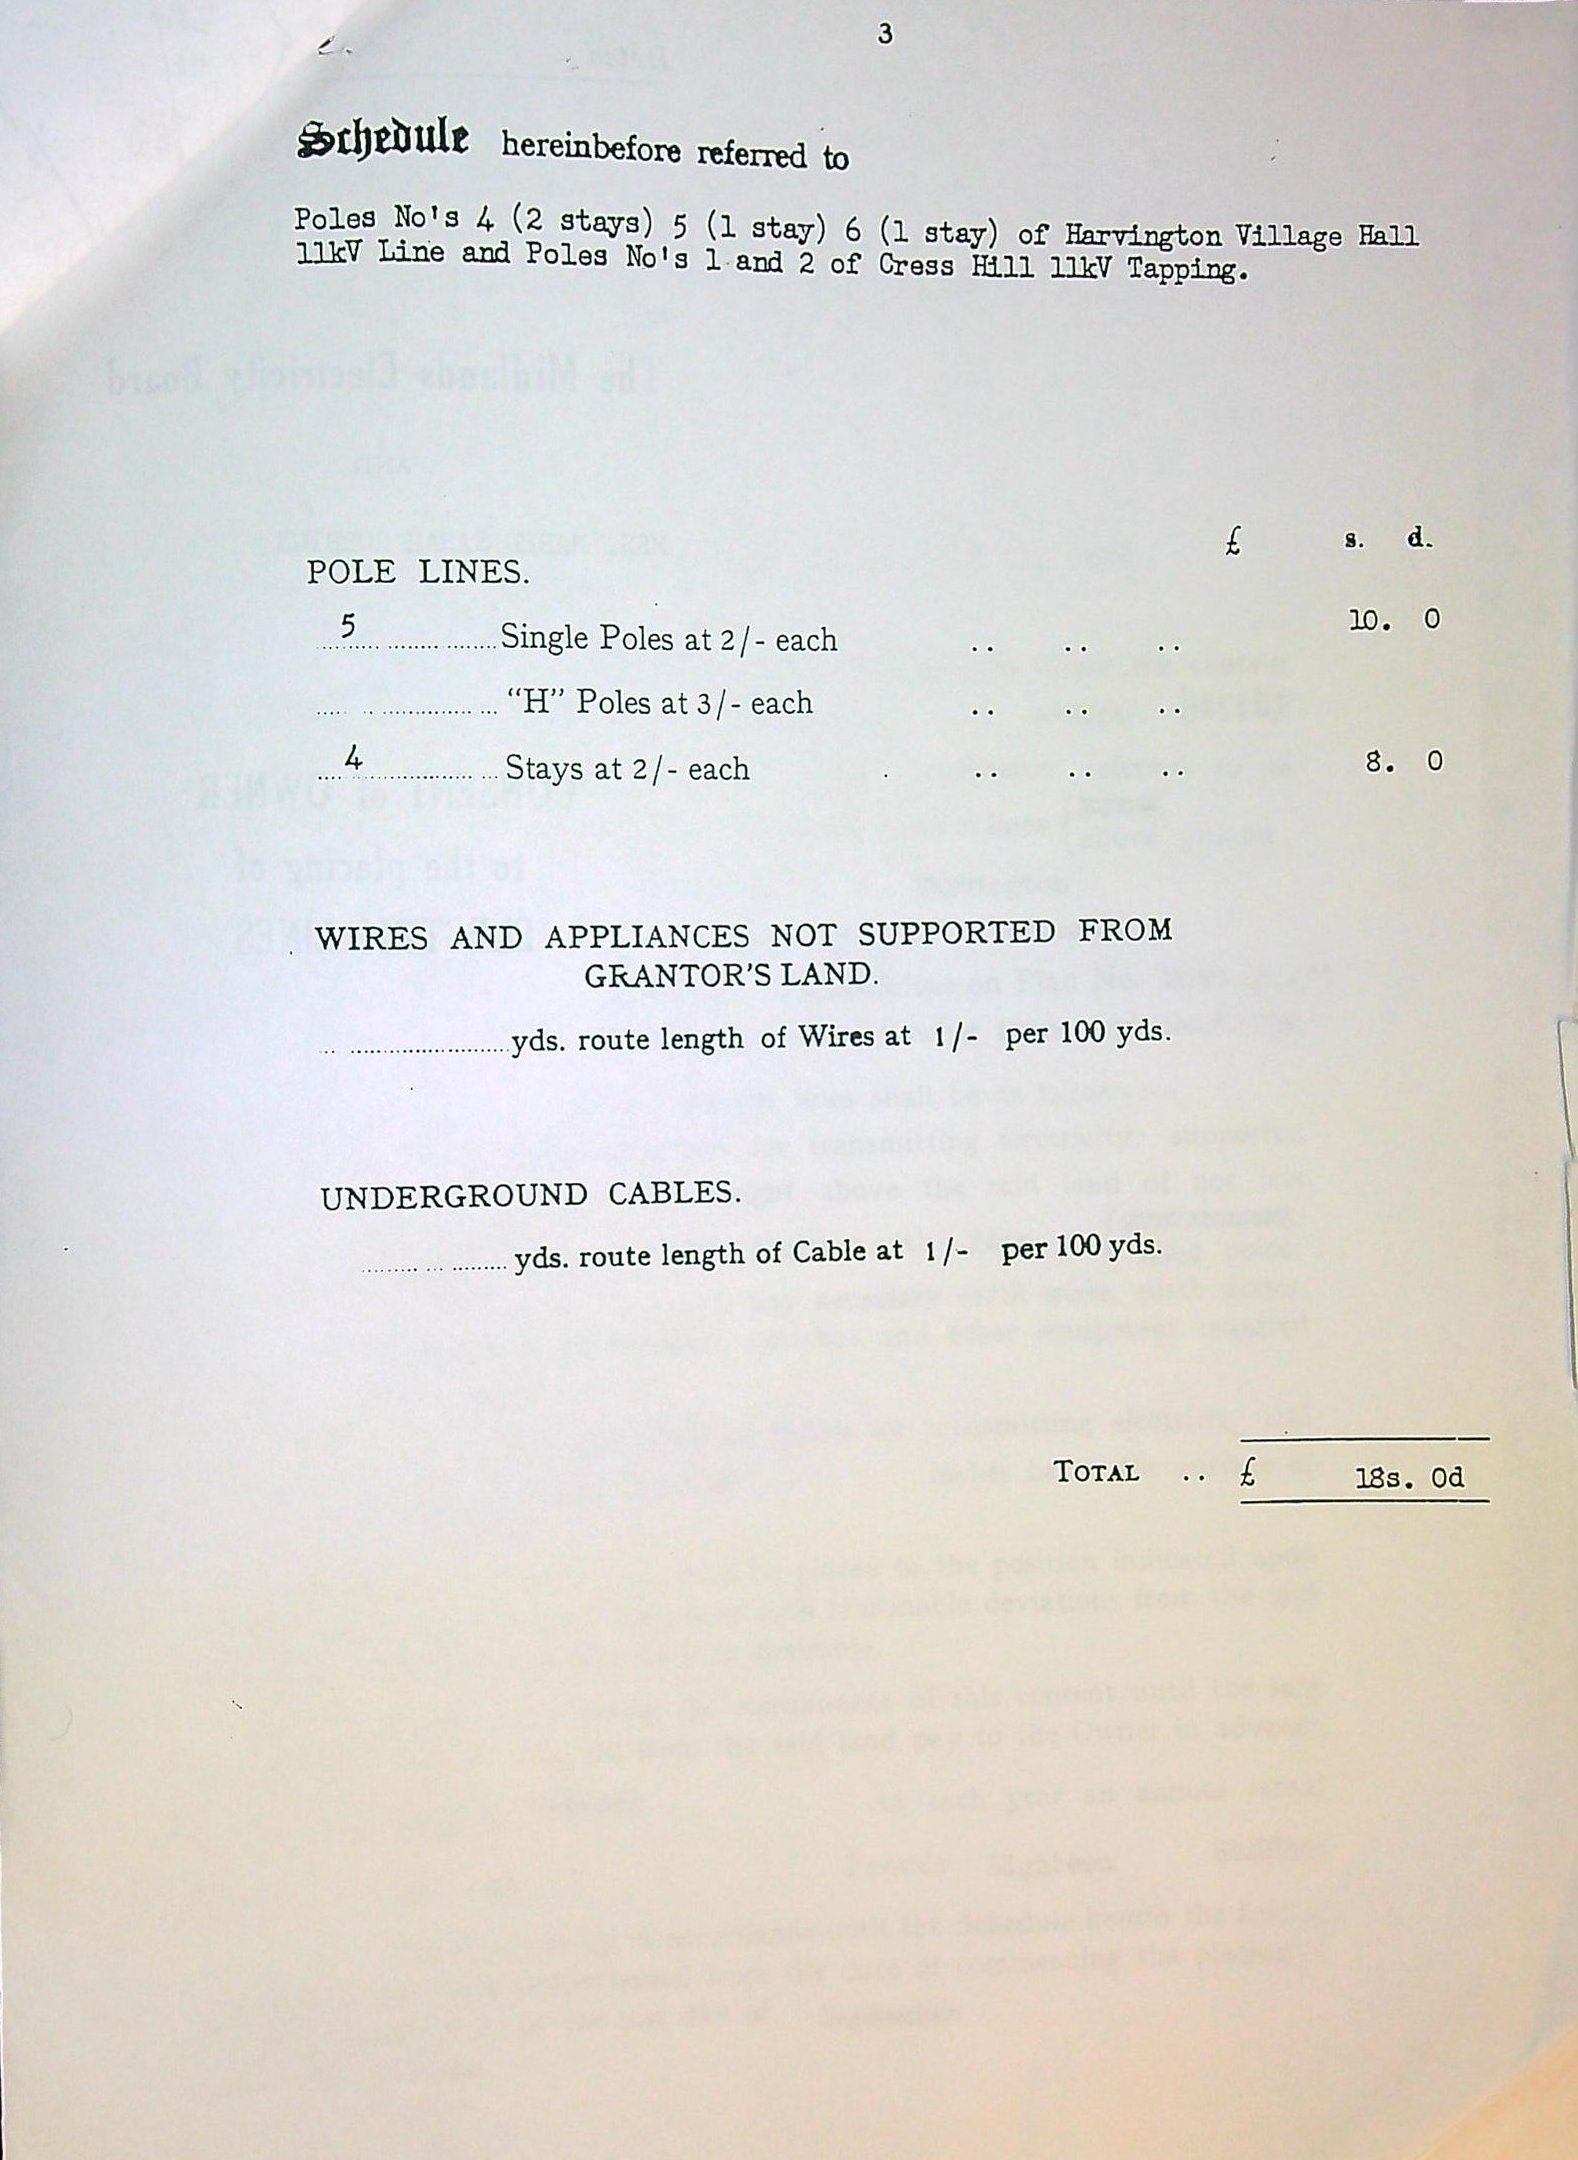 3
Schedule hereinbefore referred to
Poles No's 4 (2 stays) 5 (1 stay) 6 (1 stay) of Harvington Village Hall
11kV Line and Poles No's 1 and 2 of Cress Hill 11kV Tapping.
£ s. d.
POLE LINES.
5 Single Poles at 2/- each .. .. .. 10. 0
"H" Poles at 3/- each .. .. ..
4 Stays at 2/- each . .. .. .. 8. 0
WIRES AND APPLIANCES NOT SUPPORTED FROM
GRANTOR'S LAND.
yds. route length of Wires at 1/- per 100 yds.
UNDERGROUND CABLES.
yds. route length of Cable at 1/- per 100 yds.
TOTAL .. £ 18s. 0d